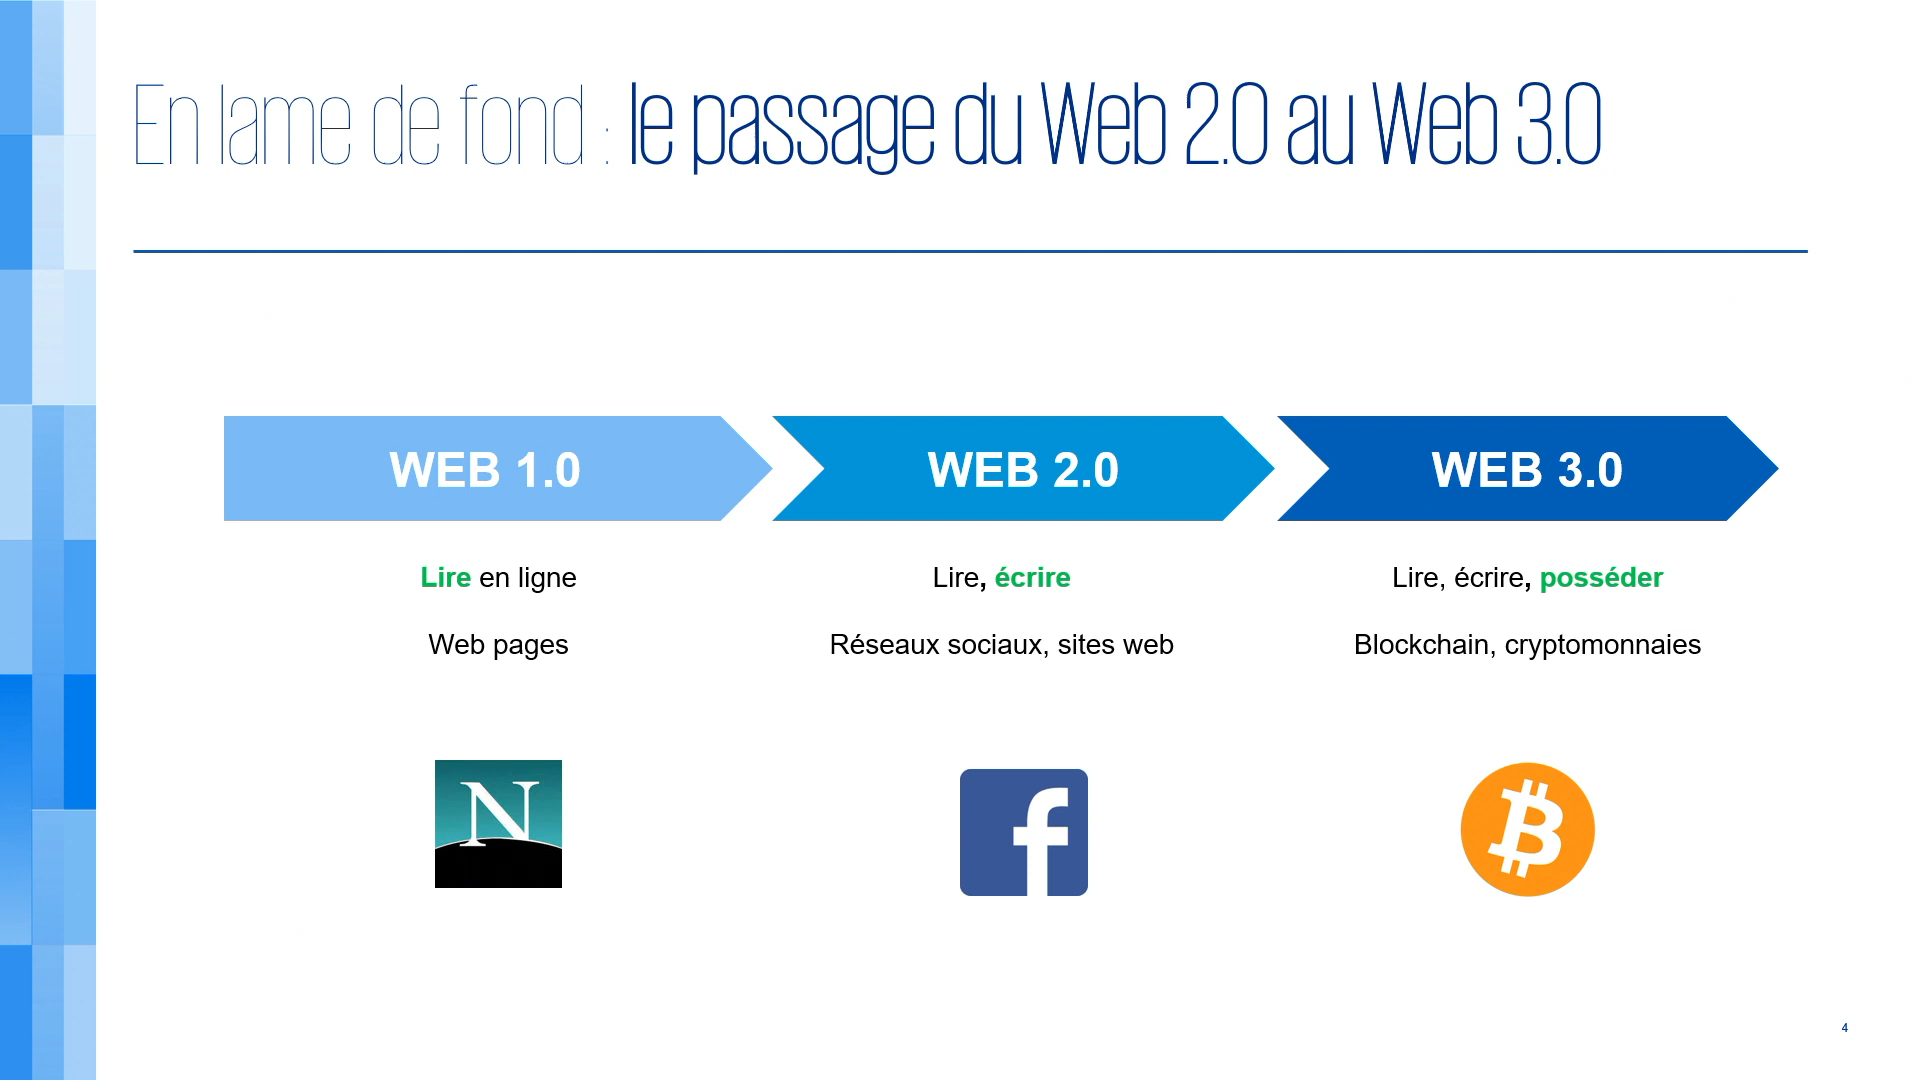 En lame de fond : le passage du Web 2.0 au Web 3.0
WEB 1.0
WEB 2.0
WEB 3.0
Lire en ligne
Lire, écrire
Lire, écrire, posséder
Web pages
Réseaux sociaux, sites web
Blockchain, cryptomonnaies
N
f
4